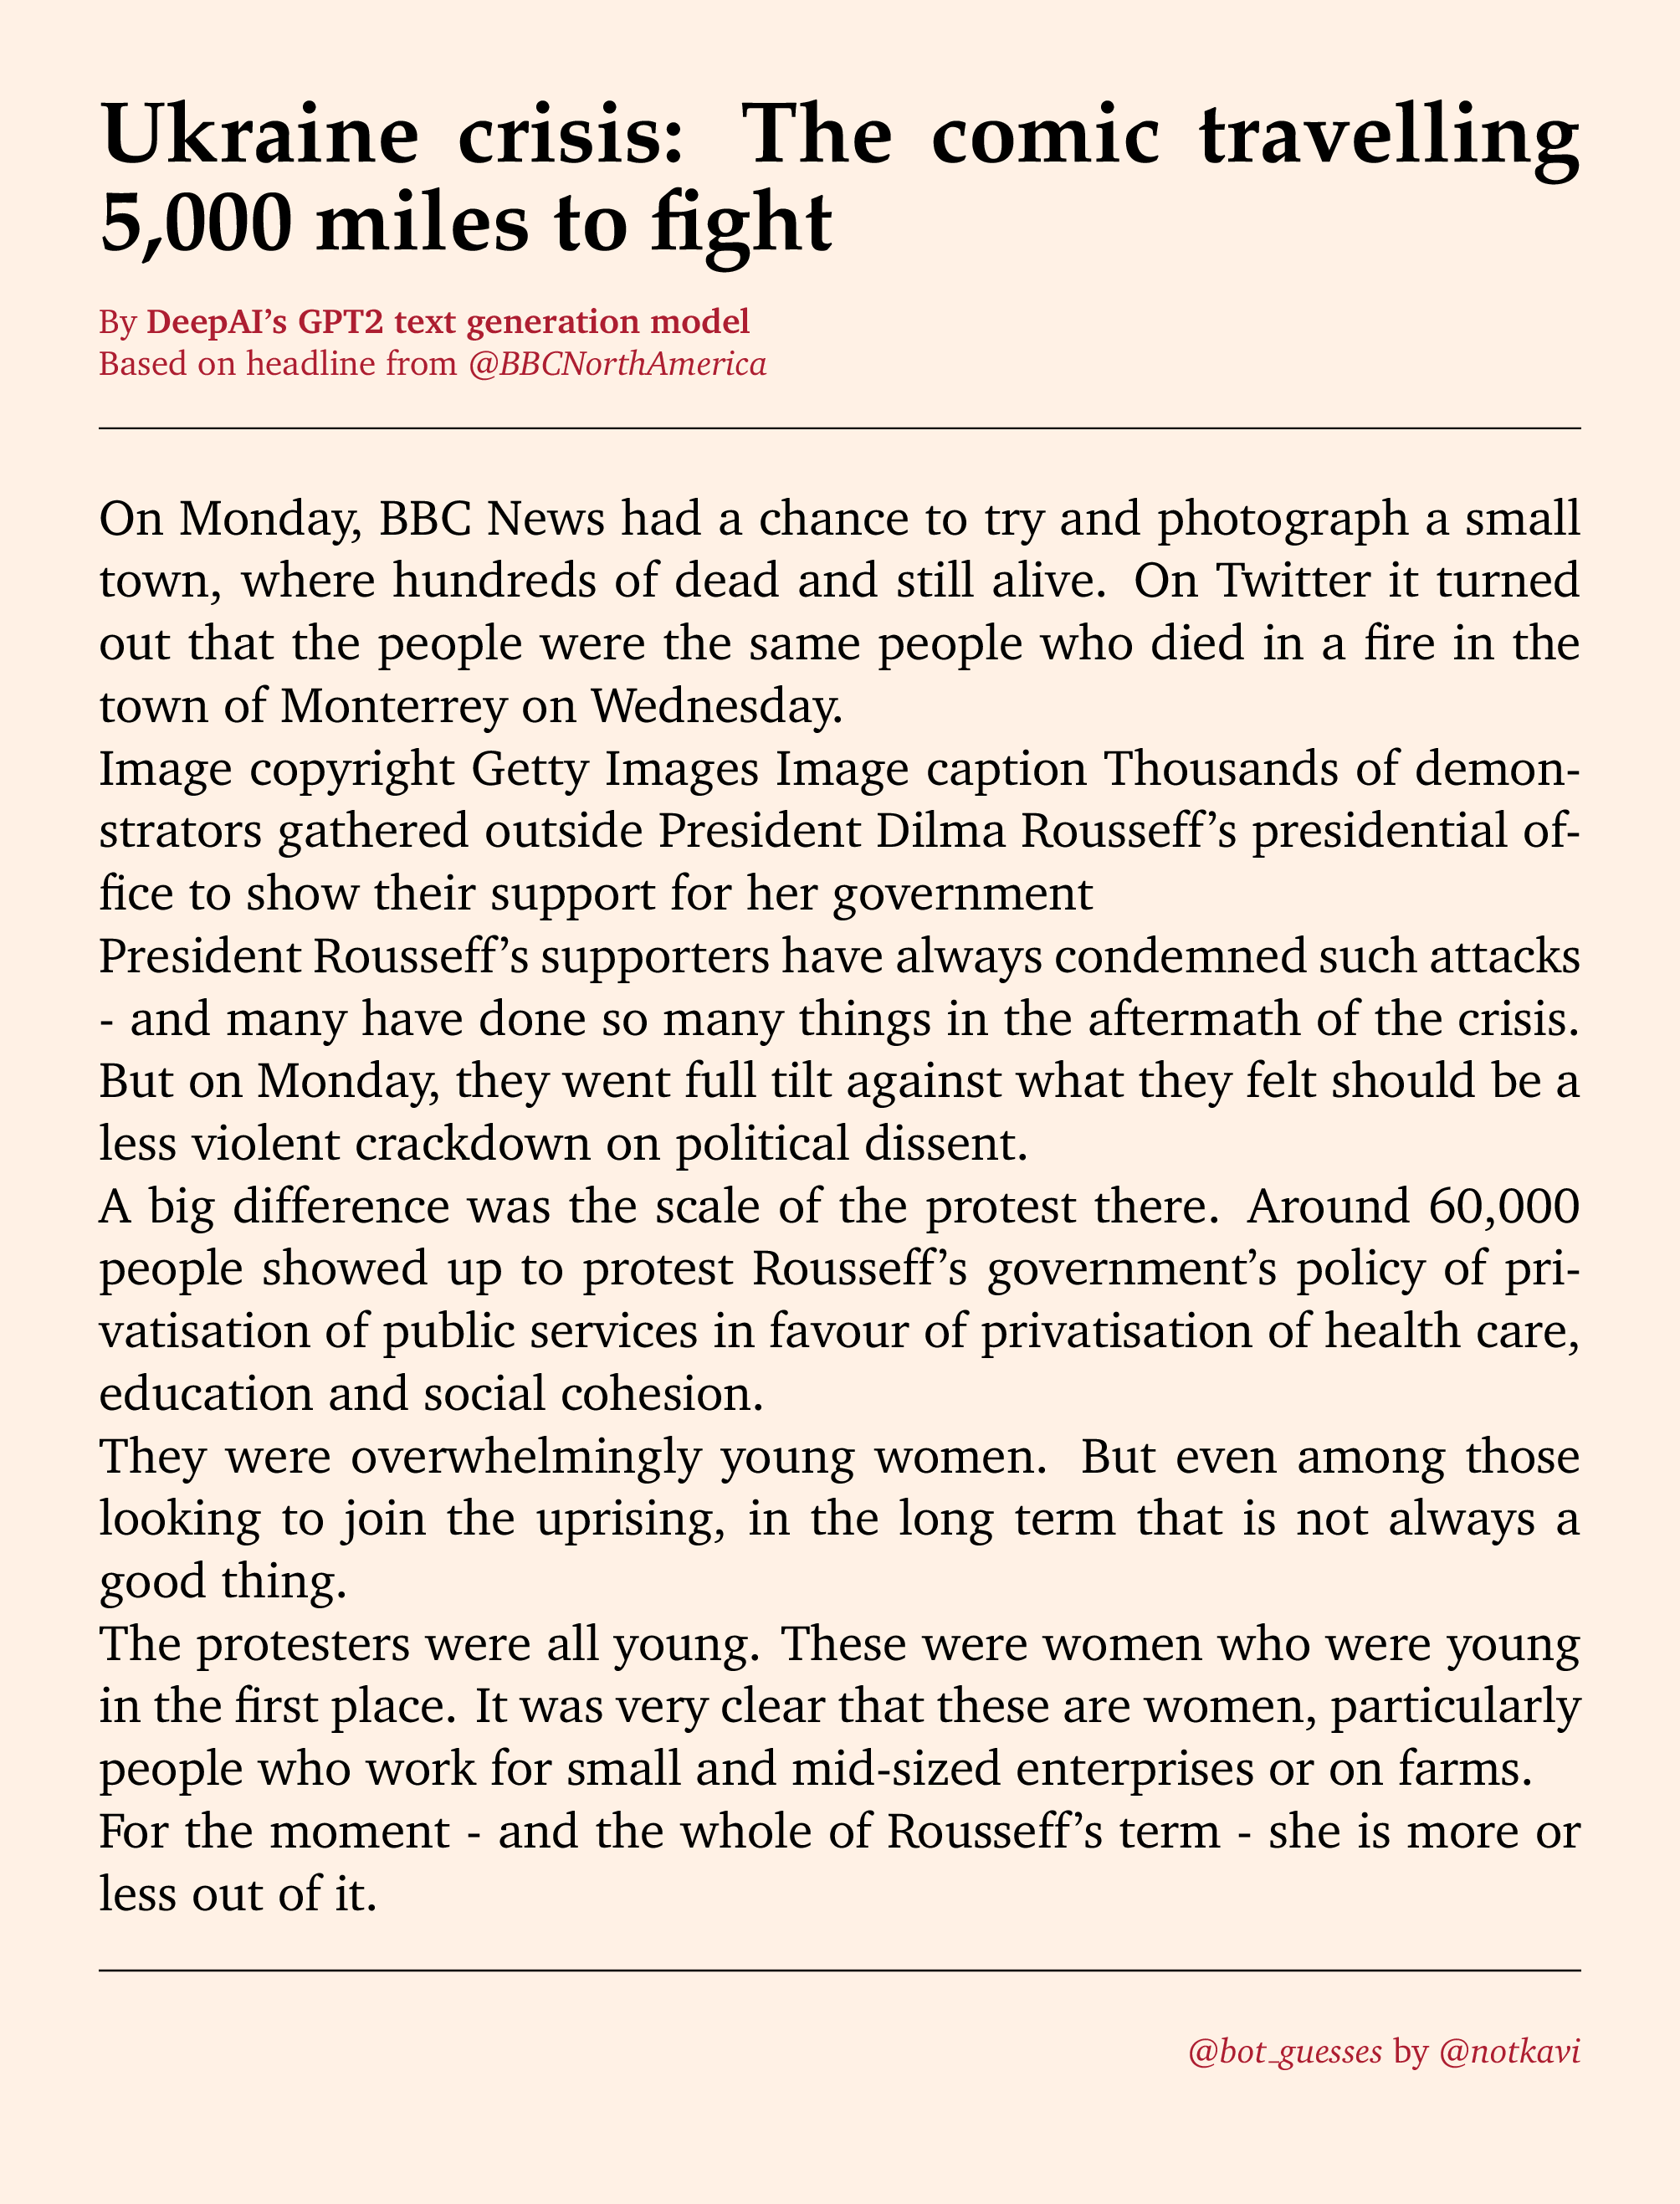 Ukraine crisis: The comic travelling
5,000 miles to fight
By DeepAI's GPT2 text generation model
Based on headline from @BBCNorthAmerica
On Monday, BBC News had a chance to try and photograph a small
town, where hundreds of dead and still alive. On Twitter it turned
out that the people were the same people who died in a fire in the
town of Monterrey on Wednesday.
Image copyright Getty Images Image caption Thousands of demon-
strators gathered outside President Dilma Rousseff's presidential of-
fice to show their support for her government
President Rousseff's supporters have always condemned such attacks
- and many have done so many things in the aftermath of the crisis.
But on Monday, they went full tilt against what they felt should be a
less violent crackdown on political dissent.
A big difference was the scale of the protest there. Around 60,000
people showed up to protest Rousseff's government's policy of pri-
vatisation of public services in favour of privatisation of health care,
education and social cohesion.
They were overwhelmingly young women. But even among those
looking to join the uprising, in the long term that is not always a
good thing.
The protesters were all young. These were women who were young
in the first place. It was very clear that these are women, particularly
people who work for small and mid-sized enterprises or on farms.
For the moment - and the whole of Rousseff's term - she is more or
less out of it.
@bot_guesses by @notkavi